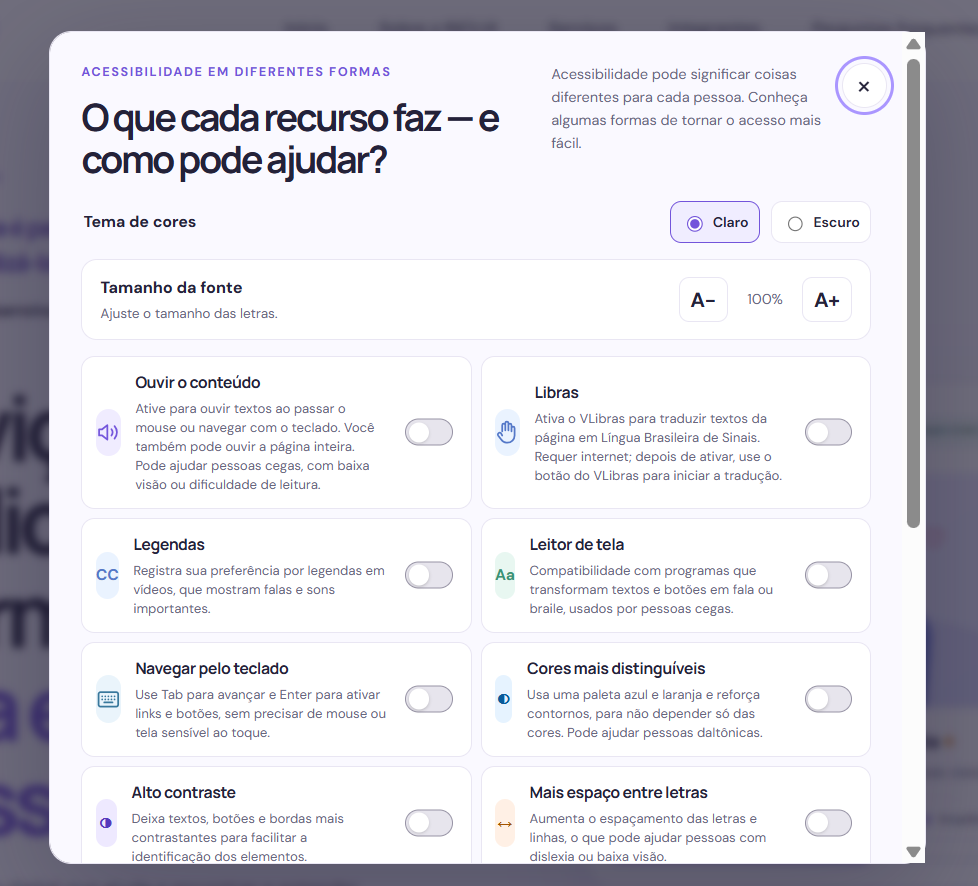 ACESSIBILIDADE EM DIFERENTES FORMAS
O que cada recurso faz — e
como pode ajudar?
Acessibilidade pode significar coisas
diferentes para cada pessoa. Conheça
algumas formas de tornar o acesso mais
fácil.
×
Tema de cores
Claro
Escuro
Tamanho da fonte
Ajuste o tamanho das letras.
A−
100%
A+
Ouvir o conteúdo
Ative para ouvir textos ao passar o
mouse ou navegar com o teclado. Você
também pode ouvir a página inteira.
Pode ajudar pessoas cegas, com baixa
visão ou dificuldade de leitura.
Libras
Ativa o VLibras para traduzir textos da
página em Língua Brasileira de Sinais.
Requer internet; depois de ativar, use o
botão do VLibras para iniciar a tradução.
CC
Legendas
Registra sua preferência por legendas em
vídeos, que mostram falas e sons
importantes.
Aa
Leitor de tela
Compatibilidade com programas que
transformam textos e botões em fala ou
braile, usados por pessoas cegas.
Navegar pelo teclado
Use Tab para avançar e Enter para ativar
links e botões, sem precisar de mouse ou
tela sensível ao toque.
Cores mais distinguíveis
Usa uma paleta azul e laranja e reforça
contornos, para não depender só das
cores. Pode ajudar pessoas daltônicas.
Alto contraste
Deixa textos, botões e bordas mais
contrastantes para facilitar a
identificação dos elementos.
Mais espaço entre letras
Aumenta o espaçamento das letras e
linhas, o que pode ajudar pessoas com
dislexia ou baixa visão.